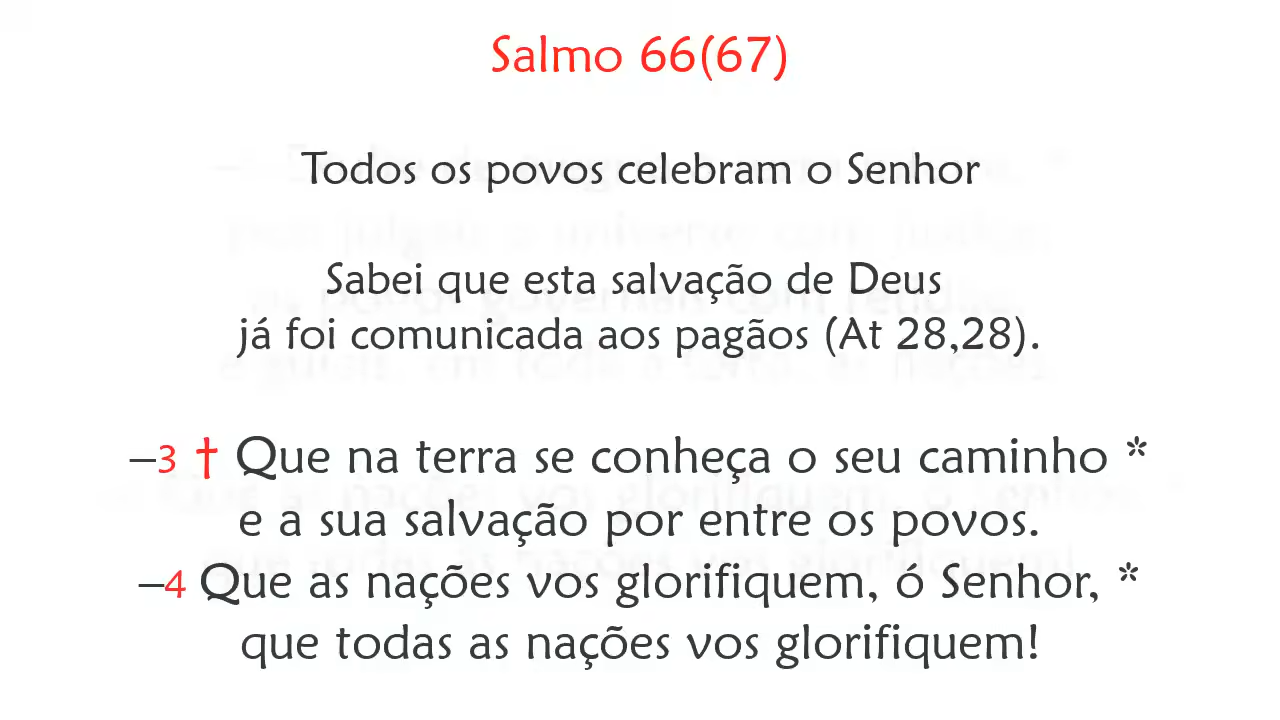 Salmo 66(67)
Todos os povos celebram o Senhor
Sabei que esta salvação de Deus
já foi comunicada aos pagãos (At 28,28).
–3 † Que na terra se conheça o seu caminho *
e a sua salvação por entre os povos.
–4 Que as nações vos glorifiquem, ó Senhor, *
que todas as nações vos glorifiquem!